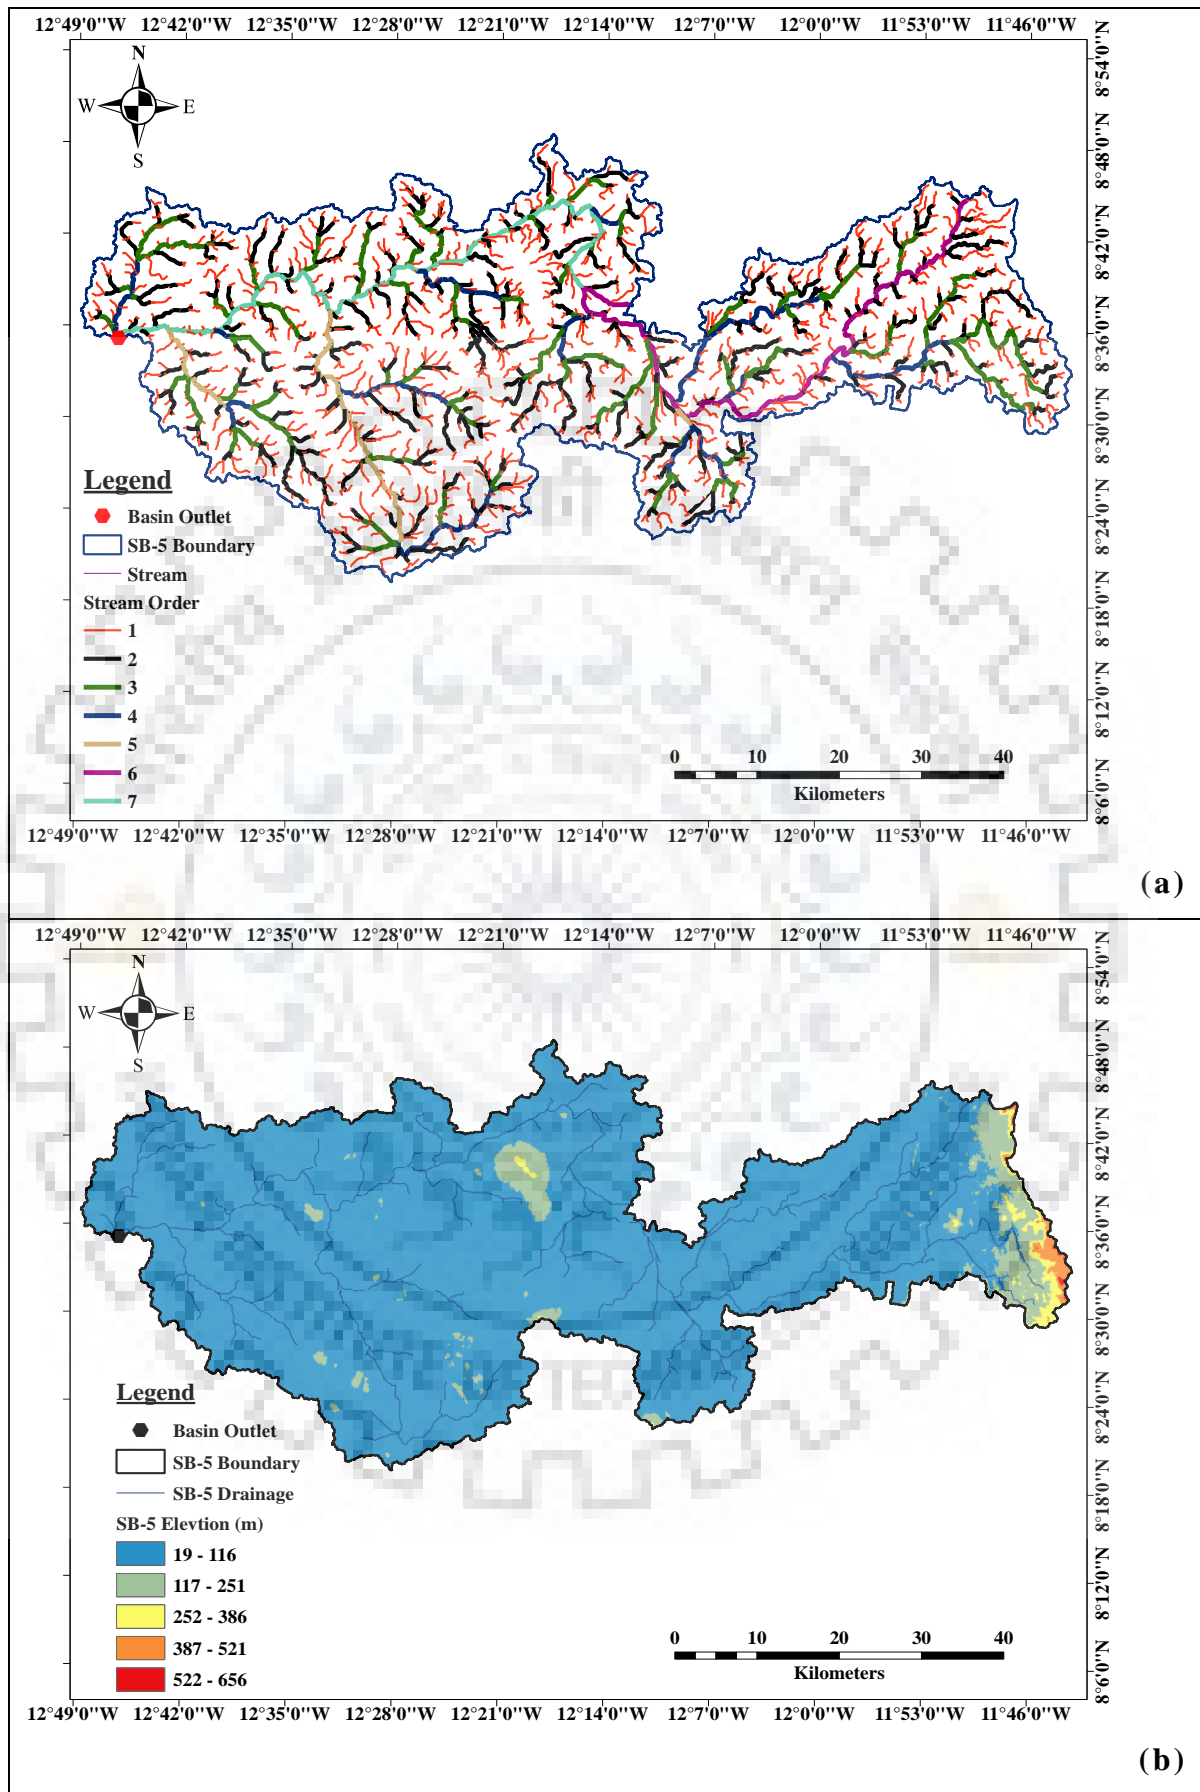 12°49'0"W 12°42'0"W 12°35'0"W 12°28'0"W 12°21'0"W 12°14'0"W 12°7'0"W 12°0'0"W 11°53'0"W 11°46'0"W
N
W E
S
8°54'0"N
8°48'0"N
8°42'0"N
8°36'0"N
8°30'0"N
8°24'0"N
8°18'0"N
8°12'0"N
8°6'0"N
Legend
Basin Outlet
SB-5 Boundary
Stream
Stream Order
1
2
3
4
5
6
7
0 10 20 30 40
Kilometers
12°49'0"W 12°42'0"W 12°35'0"W 12°28'0"W 12°21'0"W 12°14'0"W 12°7'0"W 12°0'0"W 11°53'0"W 11°46'0"W
(a)
12°49'0"W 12°42'0"W 12°35'0"W 12°28'0"W 12°21'0"W 12°14'0"W 12°7'0"W 12°0'0"W 11°53'0"W 11°46'0"W
N
W E
S
8°54'0"N
8°48'0"N
8°42'0"N
8°36'0"N
8°30'0"N
8°24'0"N
8°18'0"N
8°12'0"N
8°6'0"N
Legend
Basin Outlet
SB-5 Boundary
SB-5 Drainage
SB-5 Elevtion (m)
19 - 116
117 - 251
252 - 386
387 - 521
522 - 656
0 10 20 30 40
Kilometers
12°49'0"W 12°42'0"W 12°35'0"W 12°28'0"W 12°21'0"W 12°14'0"W 12°7'0"W 12°0'0"W 11°53'0"W 11°46'0"W
(b)